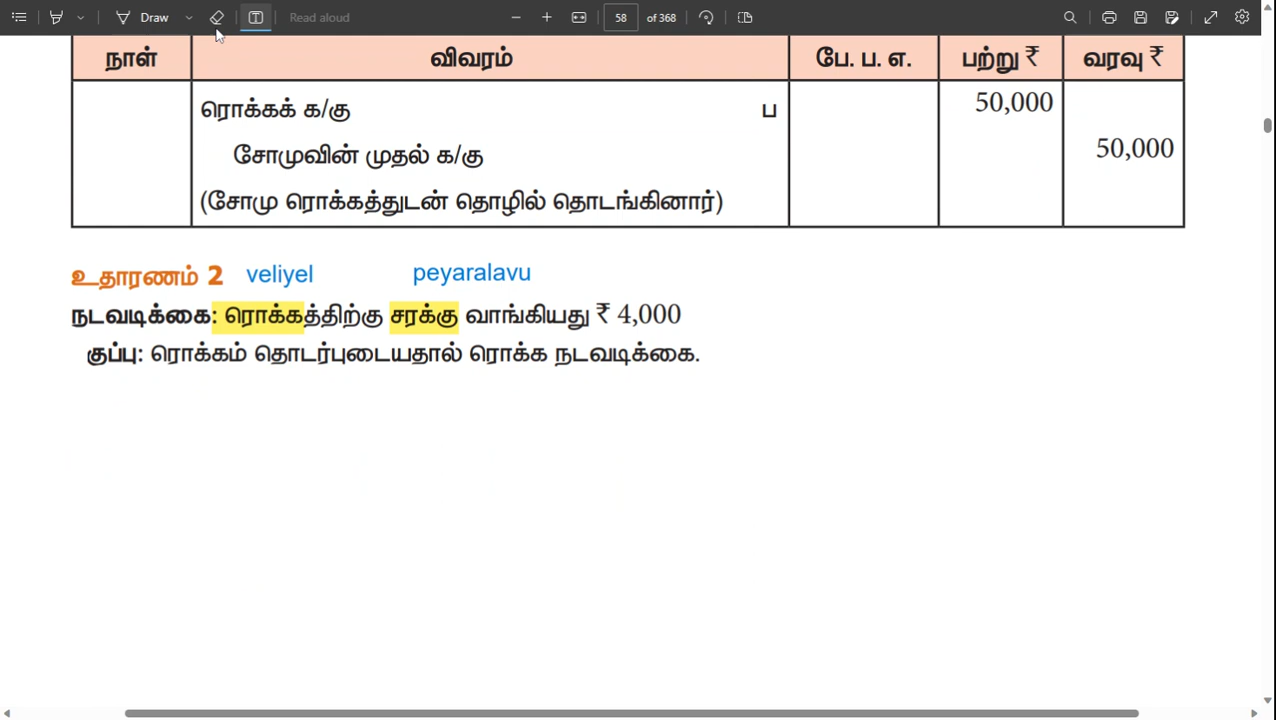 Draw
Read aloud
58
of 368
நாள்
விவரம்
பே. ப. எ.
பற்று ₹
வரவு ₹
ரொக்கக் க/கு
ப
50,000
சோமுவின் முதல் க/கு
50,000
(சோமு ரொக்கத்துடன் தொழில் தொடங்கினார்)
உதாரணம் 2
veliyel
peyaralavu
நடவடிக்கை: ரொக்கத்திற்கு சரக்கு வாங்கியது ₹ 4,000
குப்பு: ரொக்கம் தொடர்புடையதால் ரொக்க நடவடிக்கை.